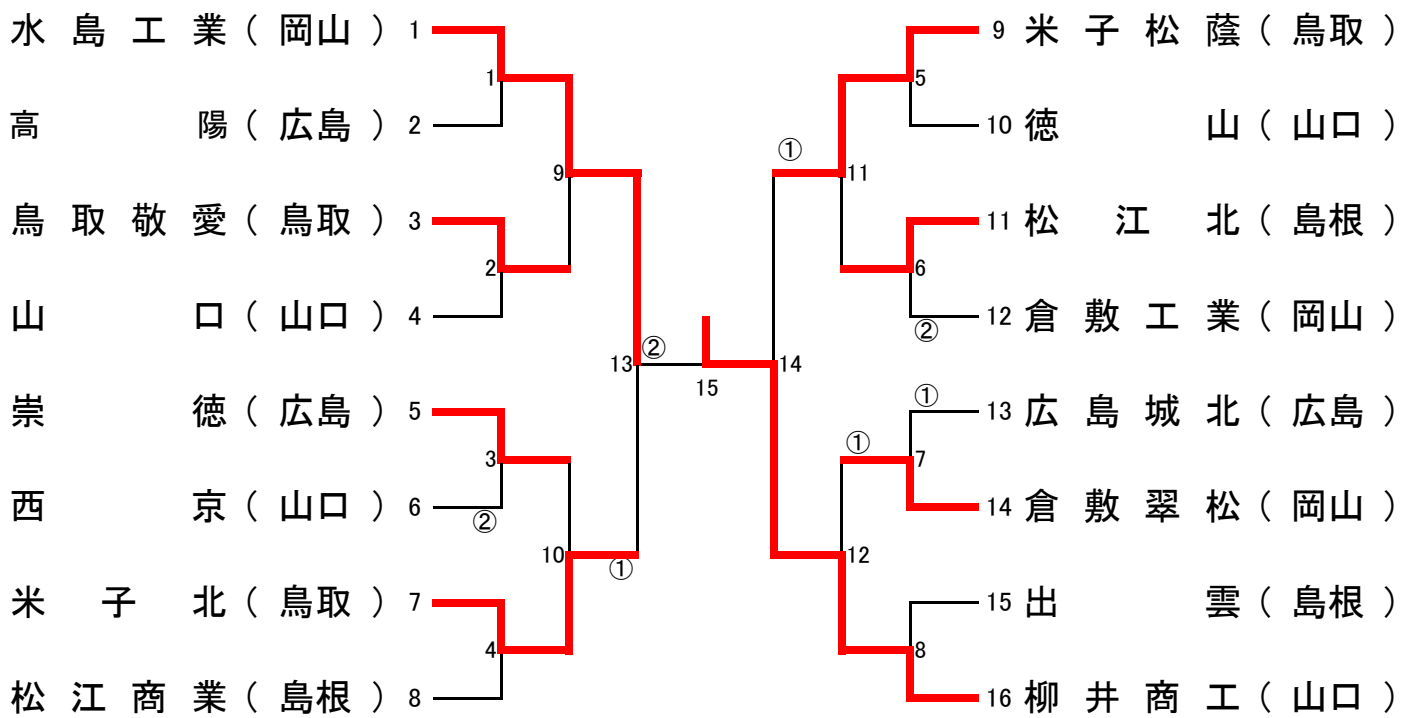 水島工業（岡山）1
高陽（広島）2
鳥取敬愛（鳥取）3
山口（山口）4
崇徳（広島）5
西京（山口）6
米子北（鳥取）7
松江商業（島根）8
1
2
3
4
②
9
10
①
13
②
15
14
①
11
12
①
5
6
②
①
7
8
9 米子松蔭（鳥取）
10 徳山（山口）
11 松江北（島根）
12 倉敷工業（岡山）
13 広島城北（広島）
14 倉敷翠松（岡山）
15 出雲（島根）
16 柳井商工（山口）